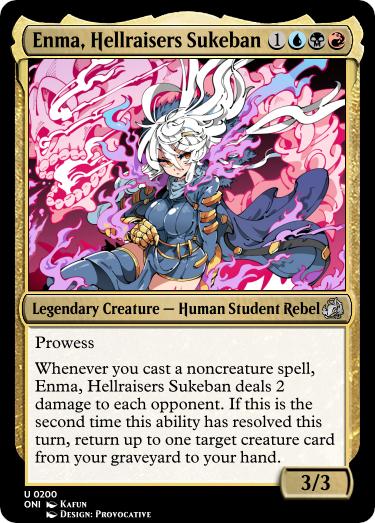 Enma, Hellraisers Sukeban 1
Legendary Creature — Human Student Rebel
Prowess
Whenever you cast a noncreature spell,
Enma, Hellraisers Sukeban deals 2
damage to each opponent. If this is the
second time this ability has resolved this
turn, return up to one target creature card
from your graveyard to your hand.
3/3
U 0200
ONI Kafun
Design: Provocative